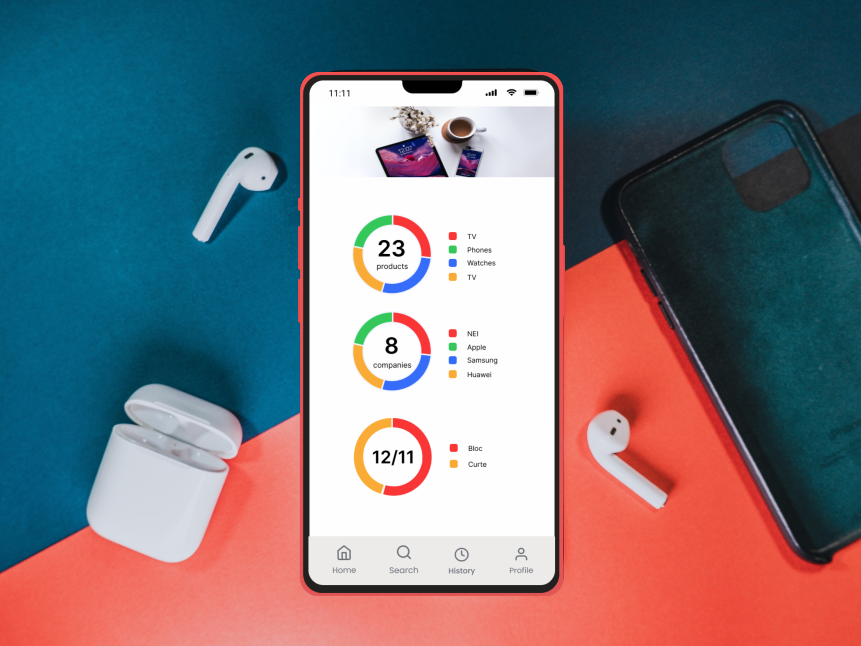 11:11
23
products
TV
Phones
Watches
TV
8
companies
NEI
Apple
Samsung
Huawei
12/11
Bloc
Curte
Home
Search
History
Profile